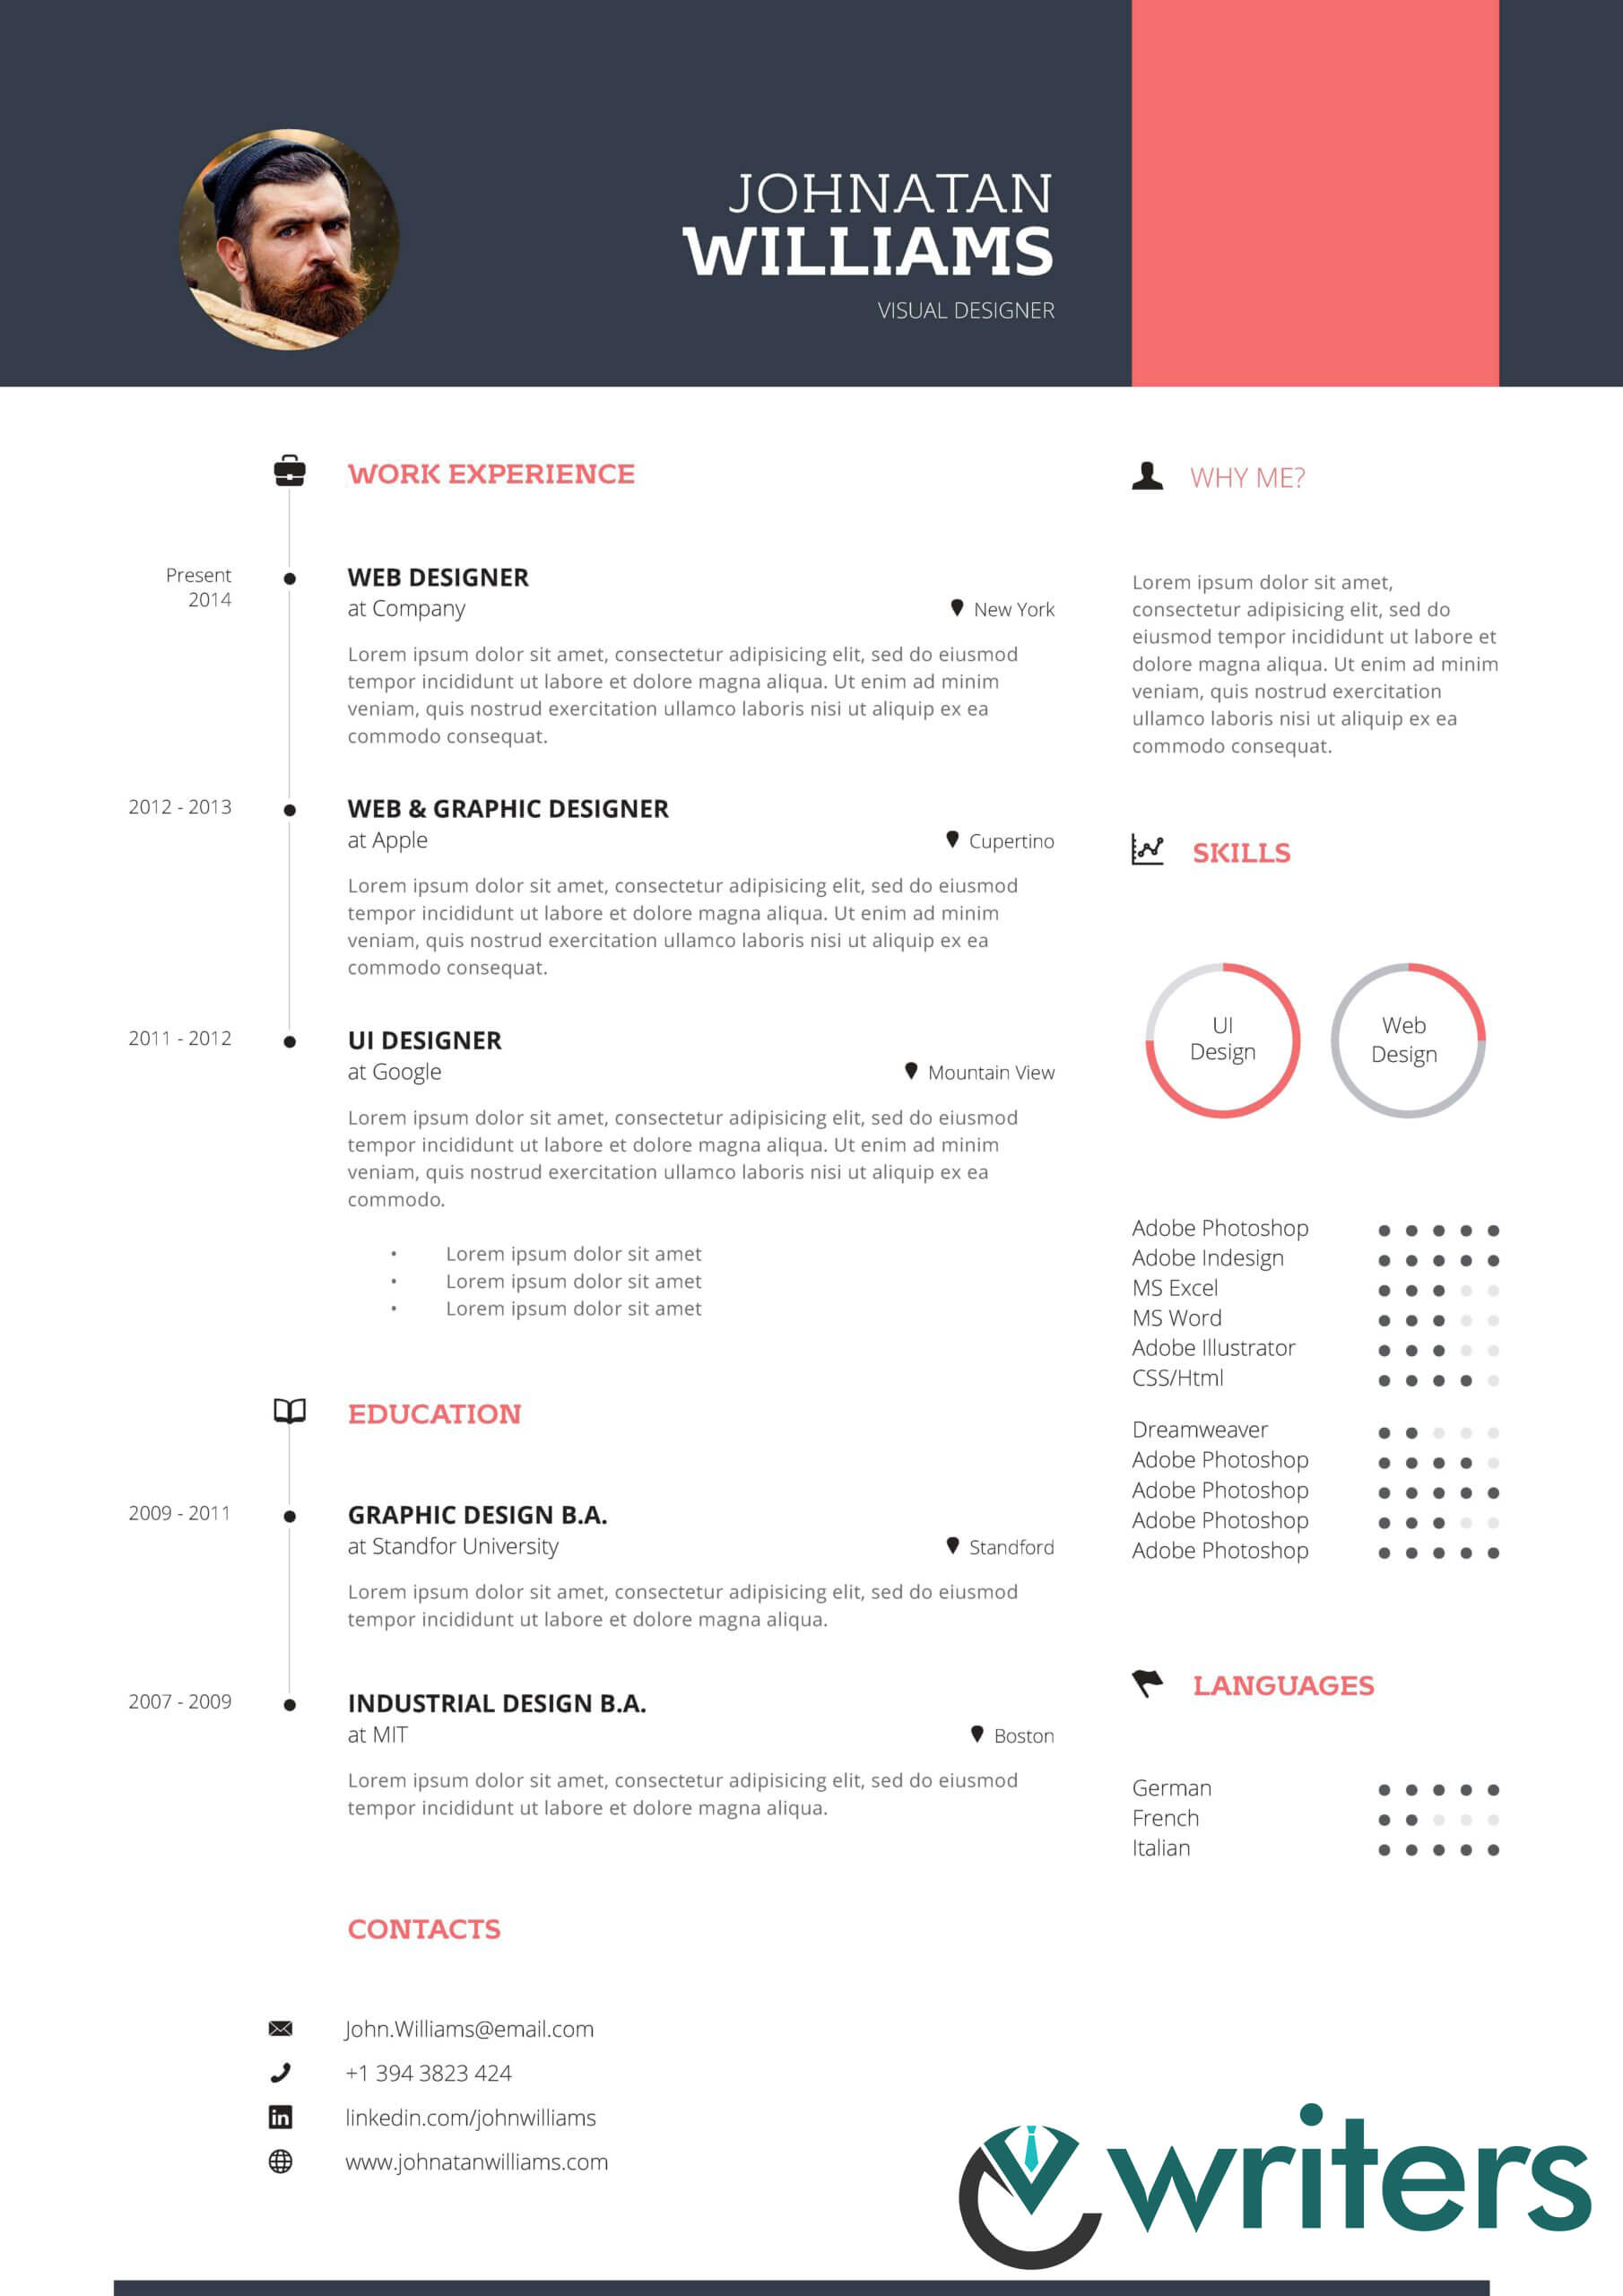 JOHNATAN
WILLIAMS
VISUAL DESIGNER
WORK EXPERIENCE
Present
2014
WEB DESIGNER
at Company
New York
Lorem ipsum dolor sit amet, consectetur adipisicing elit, sed do eiusmod
tempor incididunt ut labore et dolore magna aliqua. Ut enim ad minim
veniam, quis nostrud exercitation ullamco laboris nisi ut aliquip ex ea
commodo consequat.
2012 - 2013
WEB & GRAPHIC DESIGNER
at Apple
Cupertino
Lorem ipsum dolor sit amet, consectetur adipisicing elit, sed do eiusmod
tempor incididunt ut labore et dolore magna aliqua. Ut enim ad minim
veniam, quis nostrud exercitation ullamco laboris nisi ut aliquip ex ea
commodo consequat.
2011 - 2012
UI DESIGNER
at Google
Mountain View
Lorem ipsum dolor sit amet, consectetur adipisicing elit, sed do eiusmod
tempor incididunt ut labore et dolore magna aliqua. Ut enim ad minim
veniam, quis nostrud exercitation ullamco laboris nisi ut aliquip ex ea
commodo.
• Lorem ipsum dolor sit amet
• Lorem ipsum dolor sit amet
• Lorem ipsum dolor sit amet
EDUCATION
2009 - 2011
GRAPHIC DESIGN B.A.
at Standfor University
Standford
Lorem ipsum dolor sit amet, consectetur adipisicing elit, sed do eiusmod
tempor incididunt ut labore et dolore magna aliqua.
2007 - 2009
INDUSTRIAL DESIGN B.A.
at MIT
Boston
Lorem ipsum dolor sit amet, consectetur adipisicing elit, sed do eiusmod
tempor incididunt ut labore et dolore magna aliqua.
CONTACTS
John.Williams@email.com
+1 394 3823 424
linkedin.com/johnwilliams
www.johnatanwilliams.com
WHY ME?
Lorem ipsum dolor sit amet,
consectetur adipisicing elit, sed do
eiusmod tempor incididunt ut labore et
dolore magna aliqua. Ut enim ad minim
veniam, quis nostrud exercitation
ullamco laboris nisi ut aliquip ex ea
commodo consequat.
SKILLS
UI
Design
Web
Design
Adobe Photoshop
Adobe Indesign
MS Excel
MS Word
Adobe Illustrator
CSS/Html
Dreamweaver
Adobe Photoshop
Adobe Photoshop
Adobe Photoshop
Adobe Photoshop
LANGUAGES
German
French
Italian
writers